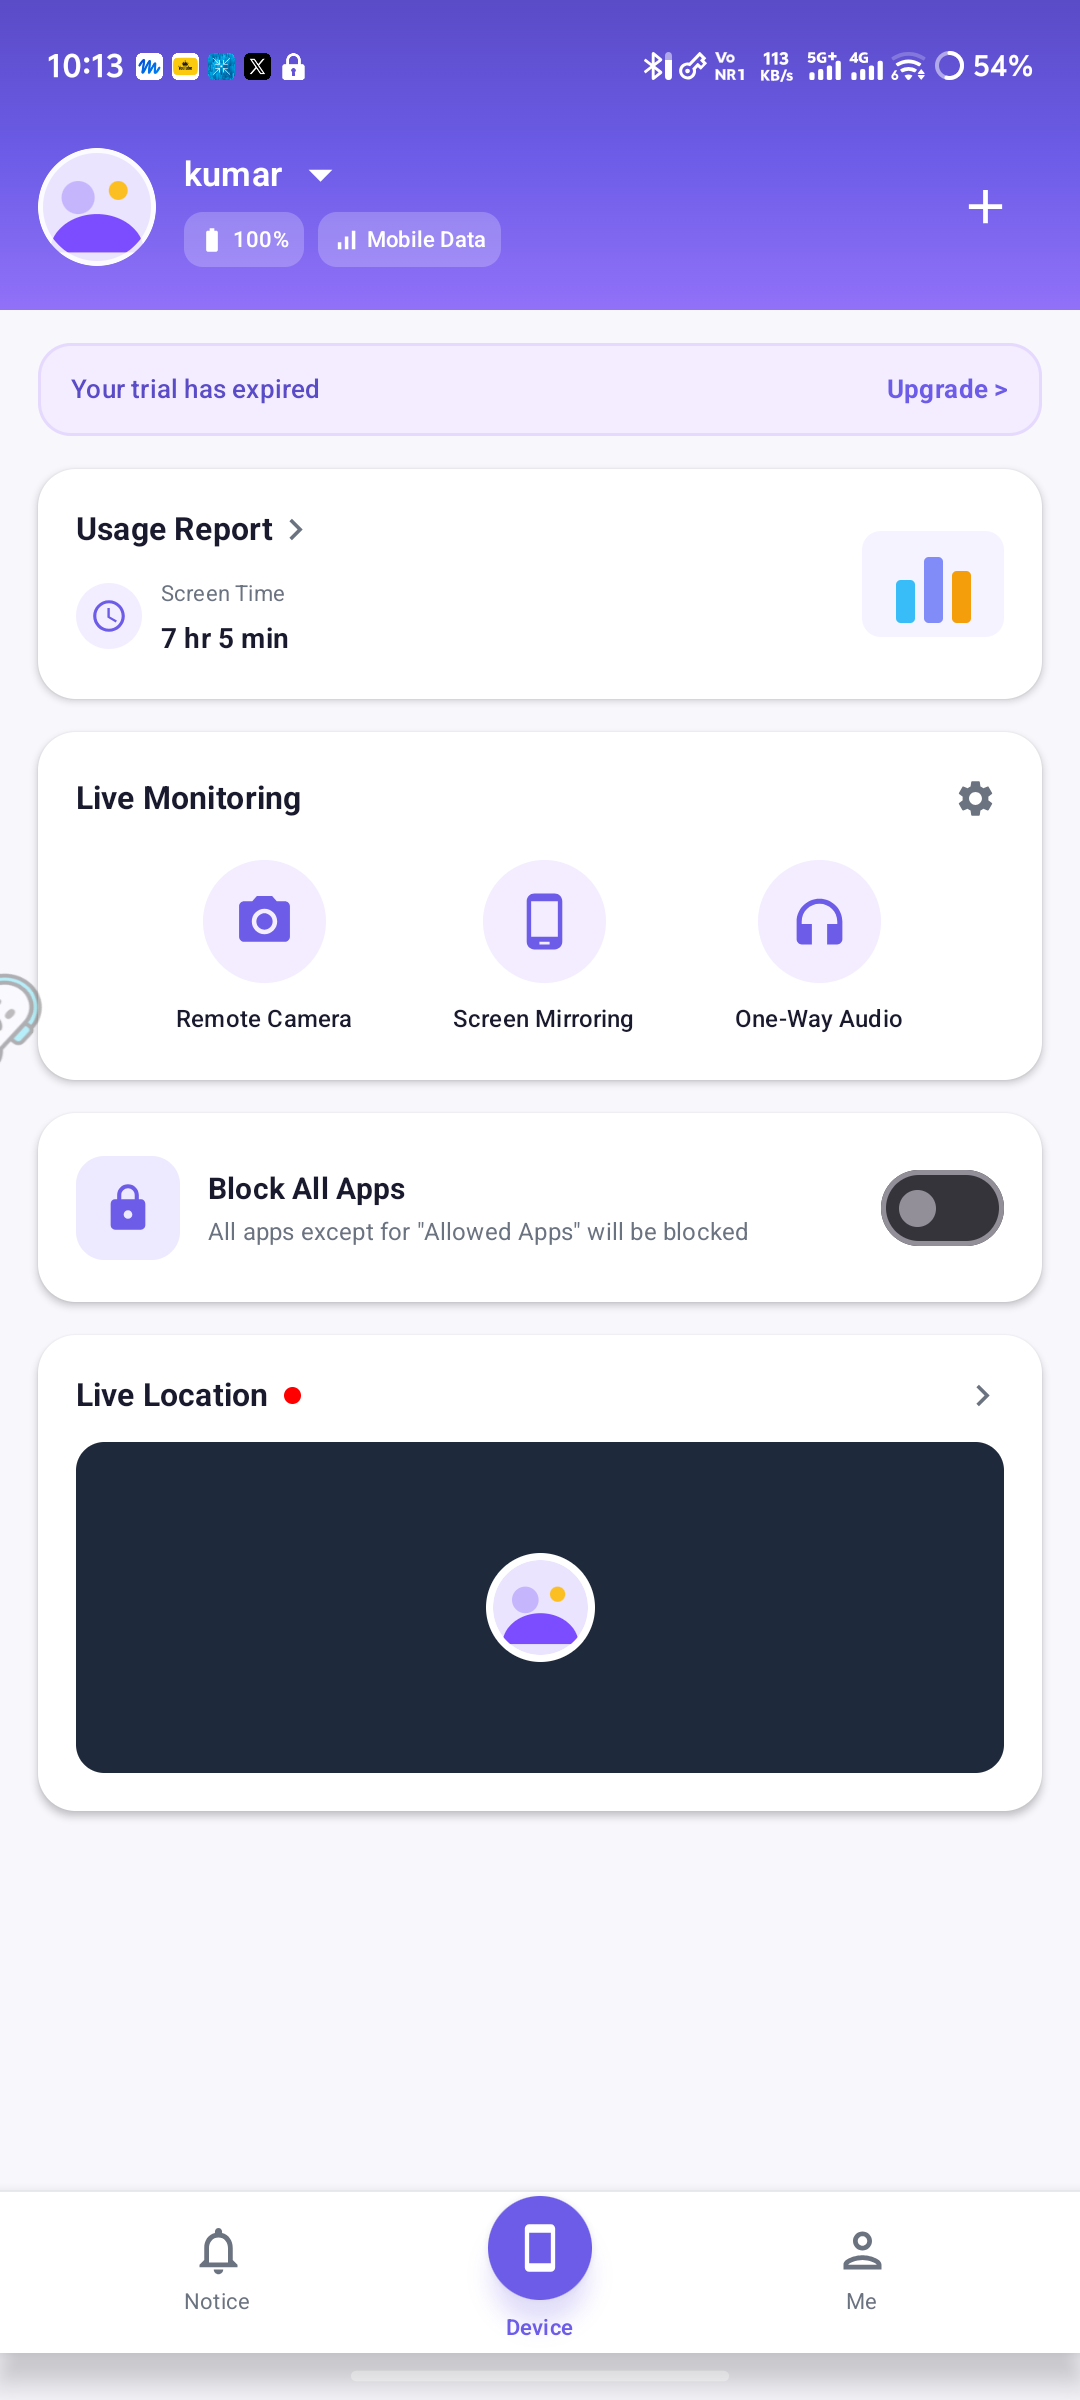 10:13
Vo NR1 113 KB/s 5G+ 4G 6 54%
kumar
100% Mobile Data
Your trial has expired Upgrade >
Usage Report
Screen Time
7 hr 5 min
Live Monitoring
Remote Camera Screen Mirroring One-Way Audio
Block All Apps
All apps except for "Allowed Apps" will be blocked
Live Location
Notice
Device
Me